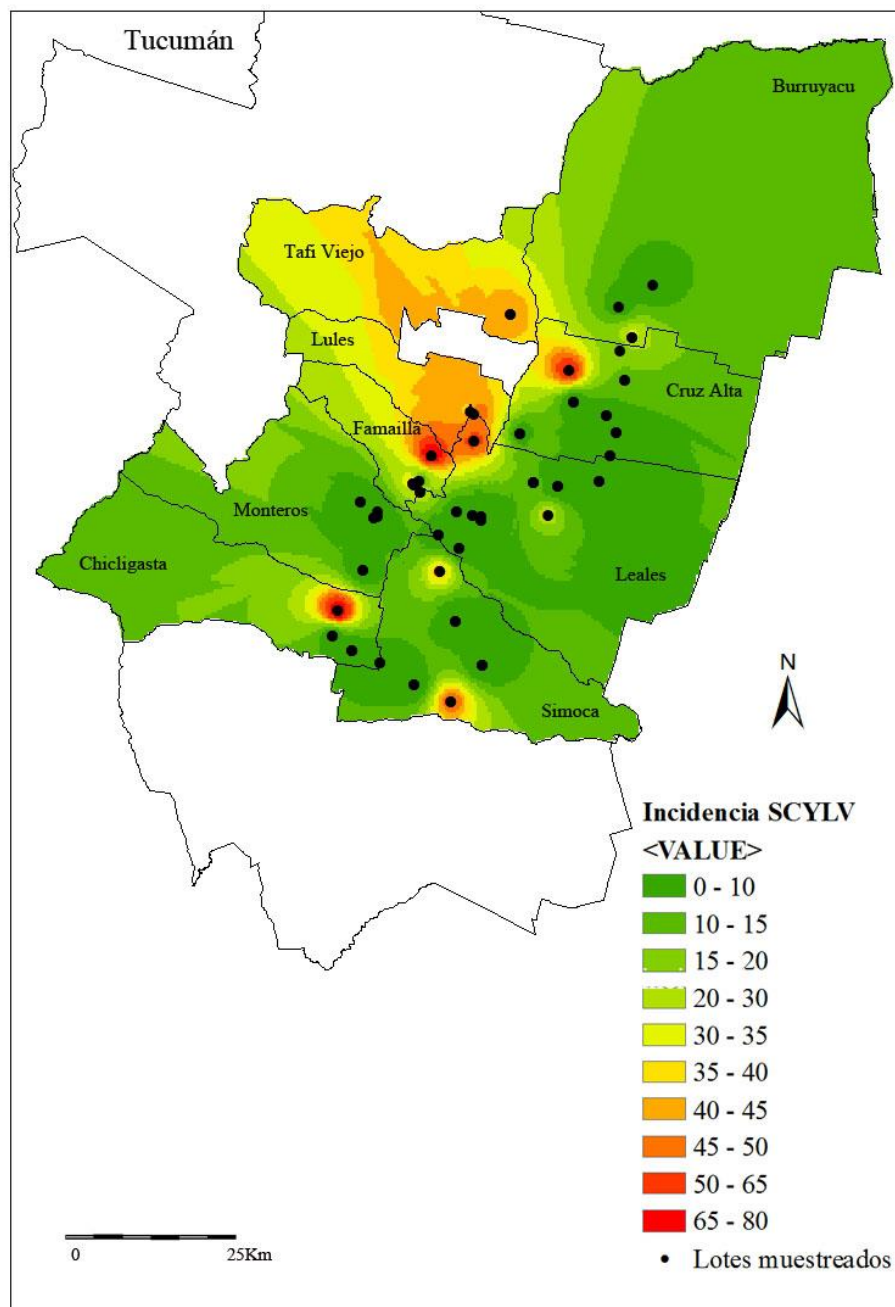 Tucumán
Burruyacu
Tafi Viejo
Lules
Cruz Alta
Famaillá
Monteros
Chicligasta
Leales
N
Simoca
Incidencia SCYLV
<VALUE>
0 - 10
10 - 15
15 - 20
20 - 30
30 - 35
35 - 40
40 - 45
45 - 50
50 - 65
65 - 80
Lotes muestreados
0 25Km